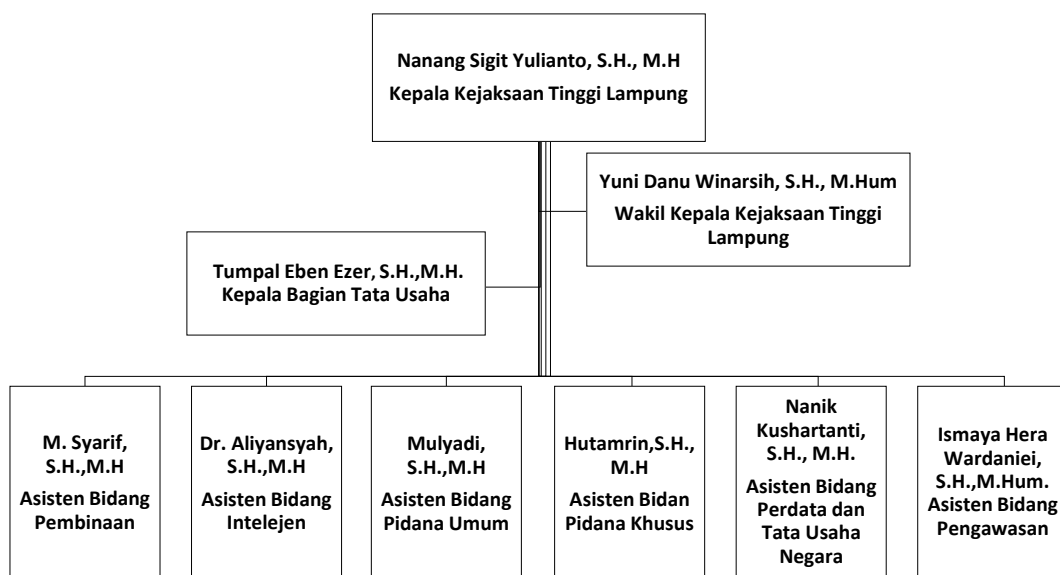 Nanang Sigit Yulianto, S.H., M.H
Kepala Kejaksaan Tinggi Lampung
Yuni Danu Winarsih, S.H., M.Hum
Wakil Kepala Kejaksaan Tinggi
Lampung
Tumpal Eben Ezer, S.H.,M.H.
Kepala Bagian Tata Usaha
M. Syarif,
S.H.,M.H
Asisten Bidang
Pembinaan
Dr. Aliyansyah,
S.H.,M.H
Asisten Bidang
Intelejen
Mulyadi,
S.H.,M.H
Asisten Bidang
Pidana Umum
Hutamrin,S.H.,
M.H
Asisten Bidan
Pidana Khusus
Nanik
Kushartanti,
S.H., M.H.
Asisten Bidang
Perdata dan
Tata Usaha
Negara
Ismaya Hera
Wardaniei,
S.H.,M.Hum.
Asisten Bidang
Pengawasan